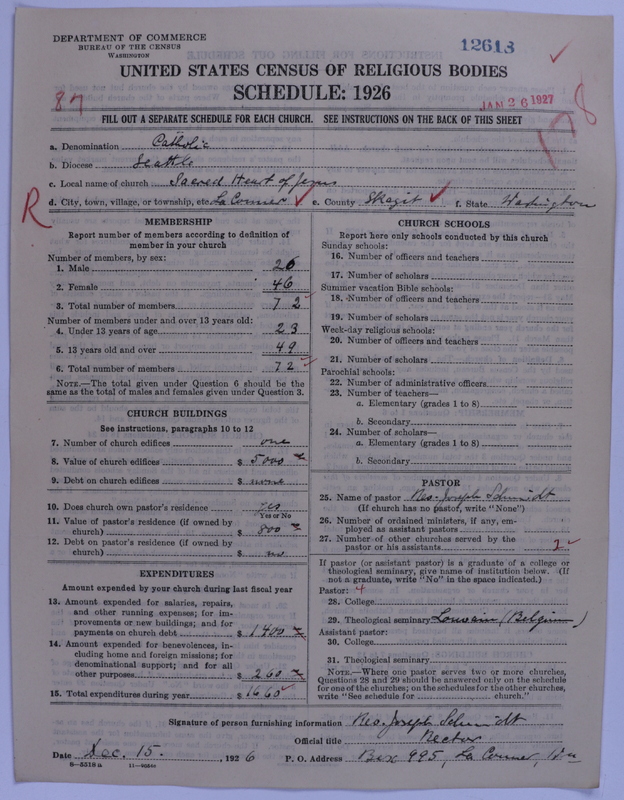 DEPARTMENT OF COMMERCE
BUREAU OF THE CENSUS
WASHINGTON
12613
UNITED STATES CENSUS OF RELIGIOUS BODIES
SCHEDULE: 1926
87
JAN 26 1927
178
FILL OUT A SEPARATE SCHEDULE FOR EACH CHURCH. SEE INSTRUCTIONS ON THE BACK OF THIS SHEET
a. Denomination Catholic
b. Diocese Seattle
c. Local name of church Sacred Heart of Jesus
R
d. City, town, village, or township, etc. La Conner e. County Skagit f. State Washington
MEMBERSHIP
Report number of members according to definition of
member in your church
Number of members, by sex:
1. Male 26
2. Female 46
3. Total number of members 72
Number of members under and over 13 years old:
4. Under 13 years of age 23
5. 13 years old and over 49
6. Total number of members 72
NOTE.—The total given under Question 6 should be the
same as the total of males and females given under Question 3.
CHURCH BUILDINGS
See instructions, paragraphs 10 to 12
7. Number of church edifices one
8. Value of church edifices $ 5000
9. Debt on church edifices $ none
10. Does church own pastor's residence yes
Yes or No
11. Value of pastor's residence (if owned by
church) $ 800
12. Debt on pastor's residence (if owned by
church) $ no
EXPENDITURES
Amount expended by your church during last fiscal year
13. Amount expended for salaries, repairs,
and other running expenses; for im-
provements or new buildings; and for
payments on church debt $ 1400
14. Amount expended for benevolences, in-
cluding home and foreign missions; for
denominational support; and for all
other purposes $ 260
15. Total expenditures during year $ 1660
CHURCH SCHOOLS
Report here only schools conducted by this church
Sunday schools:
16. Number of officers and teachers
17. Number of scholars
Summer vacation Bible schools:
18. Number of officers and teachers
19. Number of scholars
Week-day religious schools:
20. Number of officers and teachers
21. Number of scholars
Parochial schools:
22. Number of administrative officers
23. Number of teachers—
a. Elementary (grades 1 to 8)
b. Secondary
24. Number of scholars—
a. Elementary (grades 1 to 8)
b. Secondary
PASTOR
25. Name of pastor Rev. Joseph Schmidt
(If church has no pastor, write "None")
26. Number of ordained ministers, if any, em-
ployed as assistant pastors
27. Number of other churches served by the
pastor or his assistants 2
If pastor (or assistant pastor) is a graduate of a college or
theological seminary, give name of institution below. (If
not a graduate, write "No" in the space indicated.)
Pastor: 4
28. College
29. Theological seminary Louvain (Belgium)
Assistant pastor:
30. College
31. Theological seminary
NOTE.—Where one pastor serves two or more churches,
Questions 28 and 29 should be answered only on the schedule
for one of the churches; on the schedules for the other churches,
write "See schedule for church."
Signature of person furnishing information Rev. Joseph Schmidt
Official title Rector
Date Dec. 15. 1926 P. O. Address Box 995, La Conner, Wn
8-5518 a